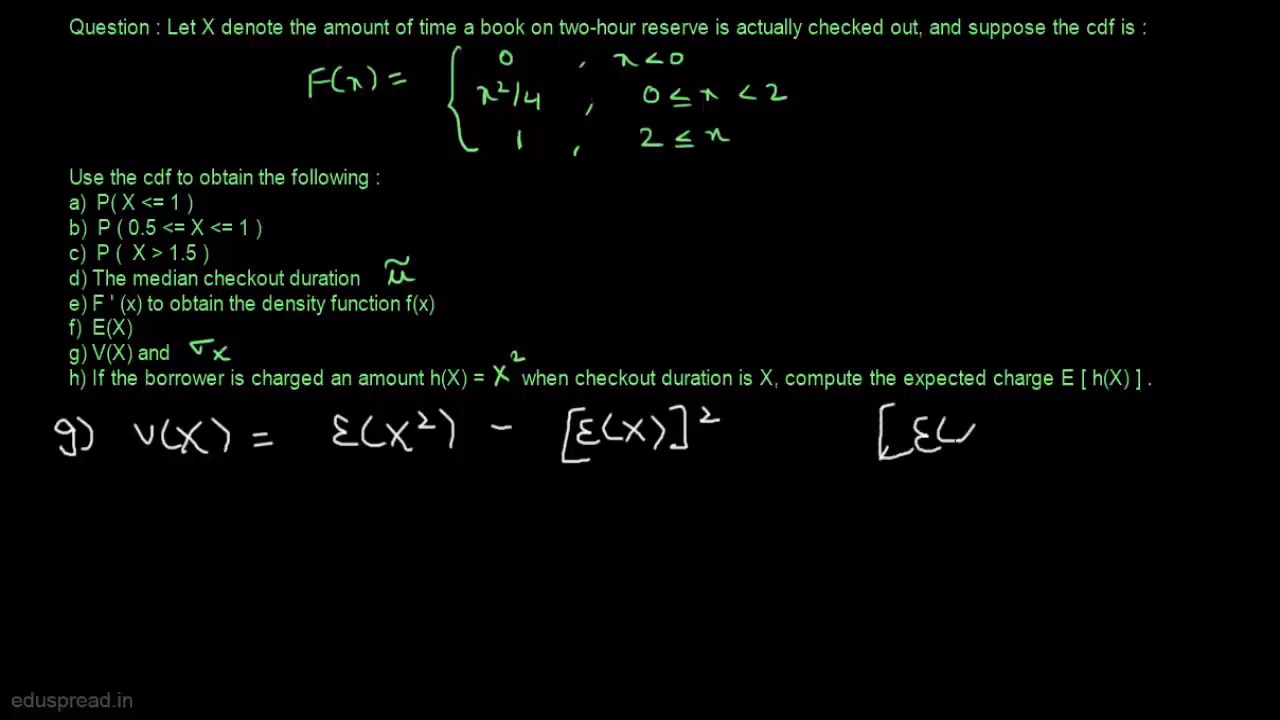 Question : Let X denote the amount of time a book on two-hour reserve is actually checked out, and suppose the cdf is :
F(x) = { 0 , x < 0
x²/4 , 0 ≤ x < 2
1 , 2 ≤ x
Use the cdf to obtain the following :
a) P( X <= 1 )
b) P ( 0.5 <= X <= 1 )
c) P ( X > 1.5 )
d) The median checkout duration μ̃
e) F ' (x) to obtain the density function f(x)
f) E(X)
g) V(X) and σx
h) If the borrower is charged an amount h(X) = X² when checkout duration is X, compute the expected charge E [ h(X) ] .
g) V(X) = E(X²) - [E(X)]² [ E(
eduspread.in